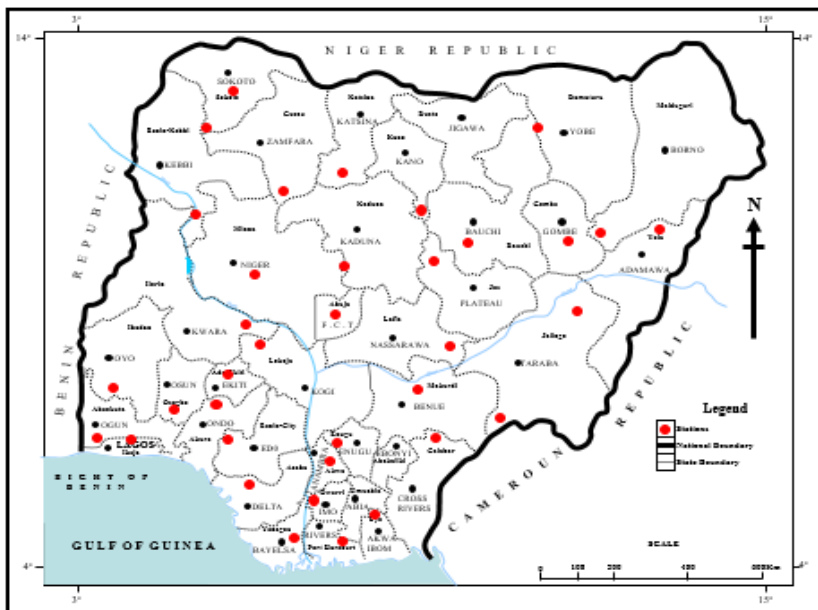 3°
15°
14°
14°
NIGER REPUBLIC
SOKOTO
Sokoto
Gusau
Katsina
KATSINA
Dutse
JIGAWA
Damaturu
YOBE
Maiduguri
BORNO
ZAMFARA
Kano
KANO
KEBBI
Kaduna
KADUNA
Minna
NIGER
BAUCHI
Bauchi
Gombe
GOMBE
Yola
ADAMAWA
N
BENIN REPUBLIC
Ilorin
KWARA
Abuja
F.C.T
Jos
PLATEAU
Lafia
NASSARAWA
Jalingo
TARABA
Ibadan
OYO
OSUN
EKITI
Lokoja
KOGI
Makurdi
BENUE
Abeokuta
OGUN
ONDO
Akure
Benin-City
EDO
LAGOS
Ikeja
Asaba
Enugu
ENUGU
EBONYI
Abakaliki
Calabar
CROSS
RIVERS
Awka
ANAMBRA
Owerri
IMO
Umuahia
ABIA
Uyo
AKWA
IBOM
DELTA
Yenagoa
BAYELSA
RIVERS
Port Harcourt
BIGHT OF
BENIN
GULF OF GUINEA
CAMEROUN REPUBLIC
Legend
Stations
National Boundary
State Boundary
SCALE
0 100 200 400 600Km
4°
4°
3°
15°